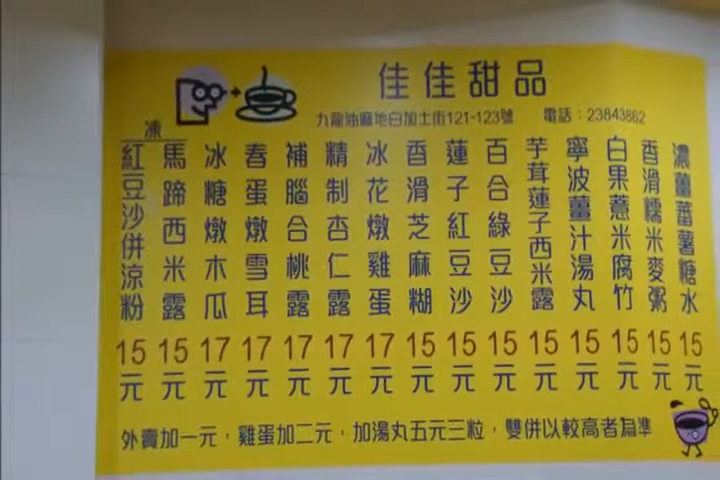 佳佳甜品
九龍油麻地白加士街121-123號 電話：23843862
濃薑蕃薯糖水 15元
香滑糯米麥粥 15元
白果薏米腐竹 15元
寧波薑汁湯丸 15元
芋茸蓮子西米露 15元
百合綠豆沙 15元
蓮子紅豆沙 15元
香滑芝麻糊 15元
冰花燉雞蛋 17元
精制杏仁露 17元
補腦合桃露 17元
春蛋燉雪耳 17元
冰糖燉木瓜 17元
馬蹄西米露 15元
凍
紅豆沙併涼粉 15元
外賣加一元，雞蛋加二元，加湯丸五元三粒，雙併以較高者為準